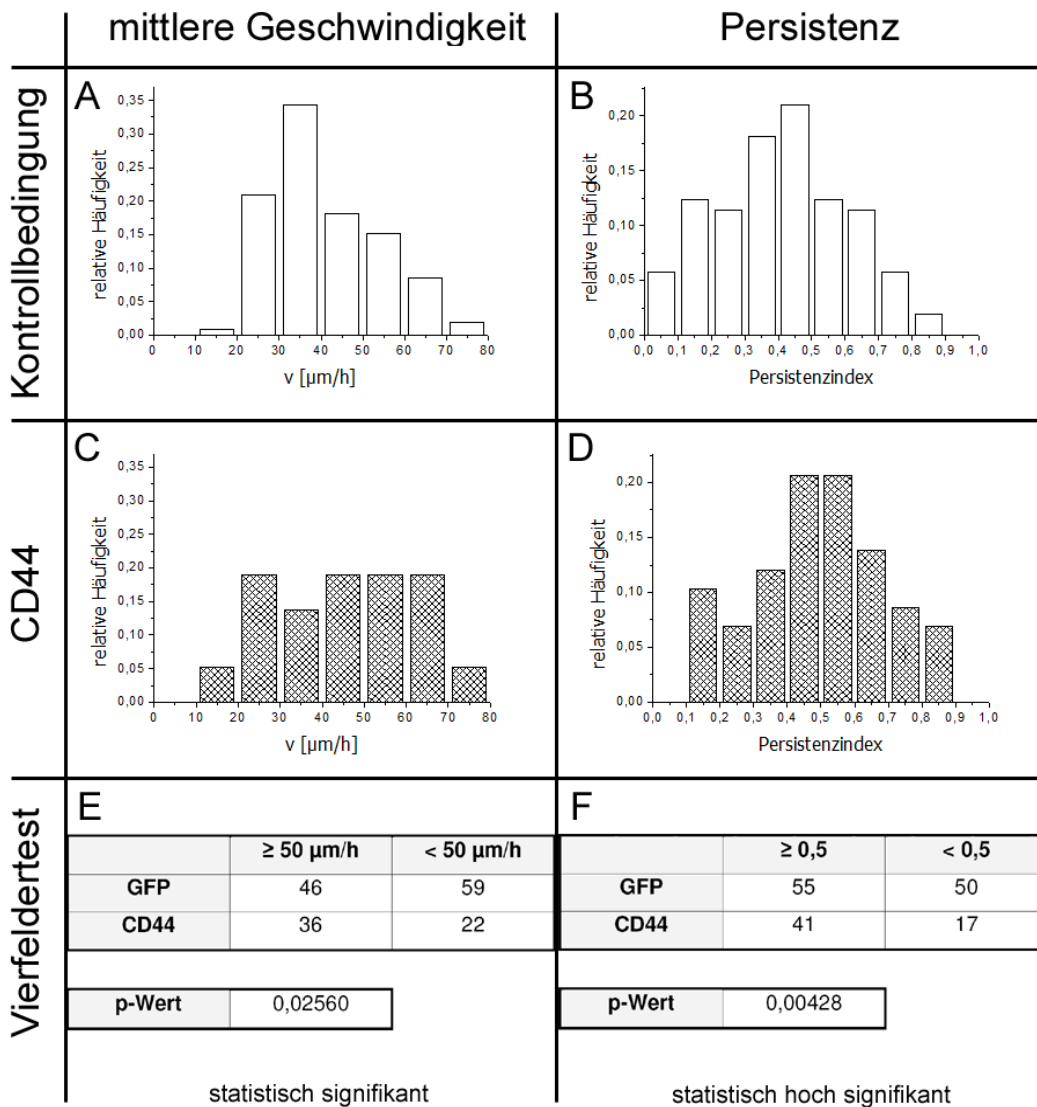 mittlere Geschwindigkeit
Persistenz
Kontrollbedingung
A
relative Häufigkeit
0,35
0,30
0,25
0,20
0,15
0,10
0,05
0,00
0 10 20 30 40 50 60 70 80
v [µm/h]
B
relative Häufigkeit
0,20
0,15
0,10
0,05
0,00
0,0 0,1 0,2 0,3 0,4 0,5 0,6 0,7 0,8 0,9 1,0
Persistenzindex
CD44
C
relative Häufigkeit
0,35
0,30
0,25
0,20
0,15
0,10
0,05
0,00
0 10 20 30 40 50 60 70 80
v [µm/h]
D
relative Häufigkeit
0,20
0,15
0,10
0,05
0,00
0,0 0,1 0,2 0,3 0,4 0,5 0,6 0,7 0,8 0,9 1,0
Persistenzindex
Vierfeldertest
E
≥ 50 µm/h < 50 µm/h
GFP 46 59
CD44 36 22
p-Wert 0,02560
statistisch signifikant
F
≥ 0,5 < 0,5
GFP 55 50
CD44 41 17
p-Wert 0,00428
statistisch hoch signifikant